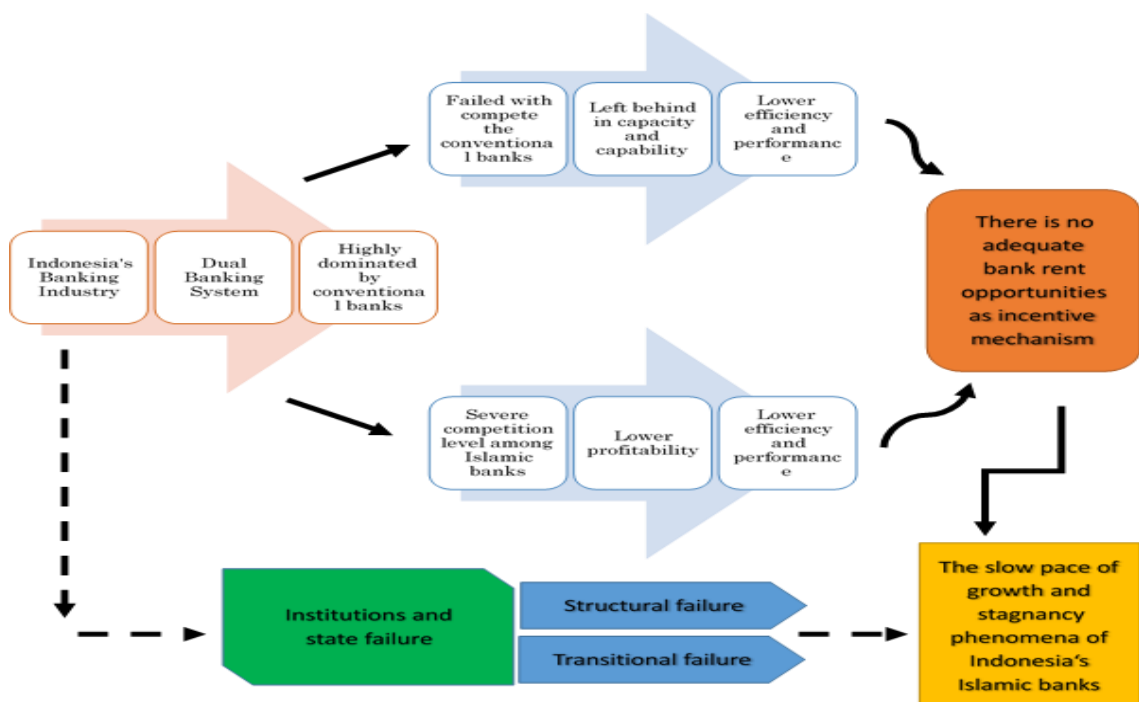 Failed with
compete
the
convention​a
l banks
Left behind
in capacity
and
capability
Lower
efficiency
and
performanc
e
There is no
adequate
bank rent
opportunities
as incentive
mechanism
Indonesia's
Banking
Industry
Dual
Banking
System
Highly
dominated
by
conventiona
l banks
Severe
competition
level among
Islamic
banks
Lower
profitability
Lower
efficiency
and
performanc
e
Institutions and
state failure
Structural failure
Transitional failure
The slow pace of
growth and
stagnancy
phenomena of
Indonesia‘s
Islamic banks